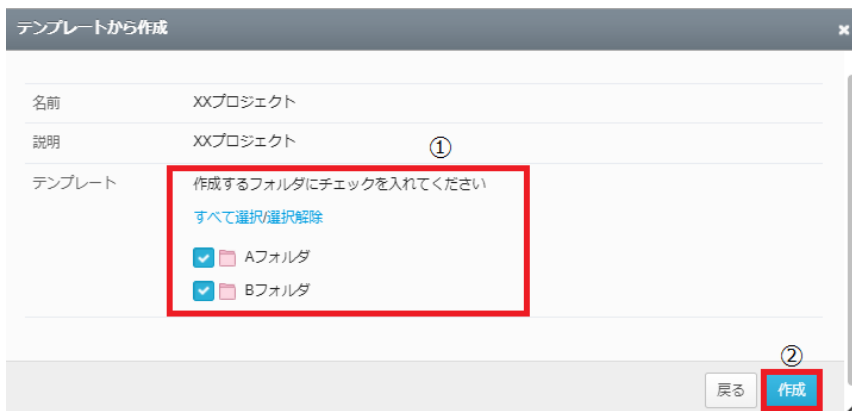 テンプレートから作成
名前 XXプロジェクト
説明 XXプロジェクト
①
テンプレート 作成するフォルダにチェックを入れてください
すべて選択/選択解除
Aフォルダ
Bフォルダ
②
戻る 作成